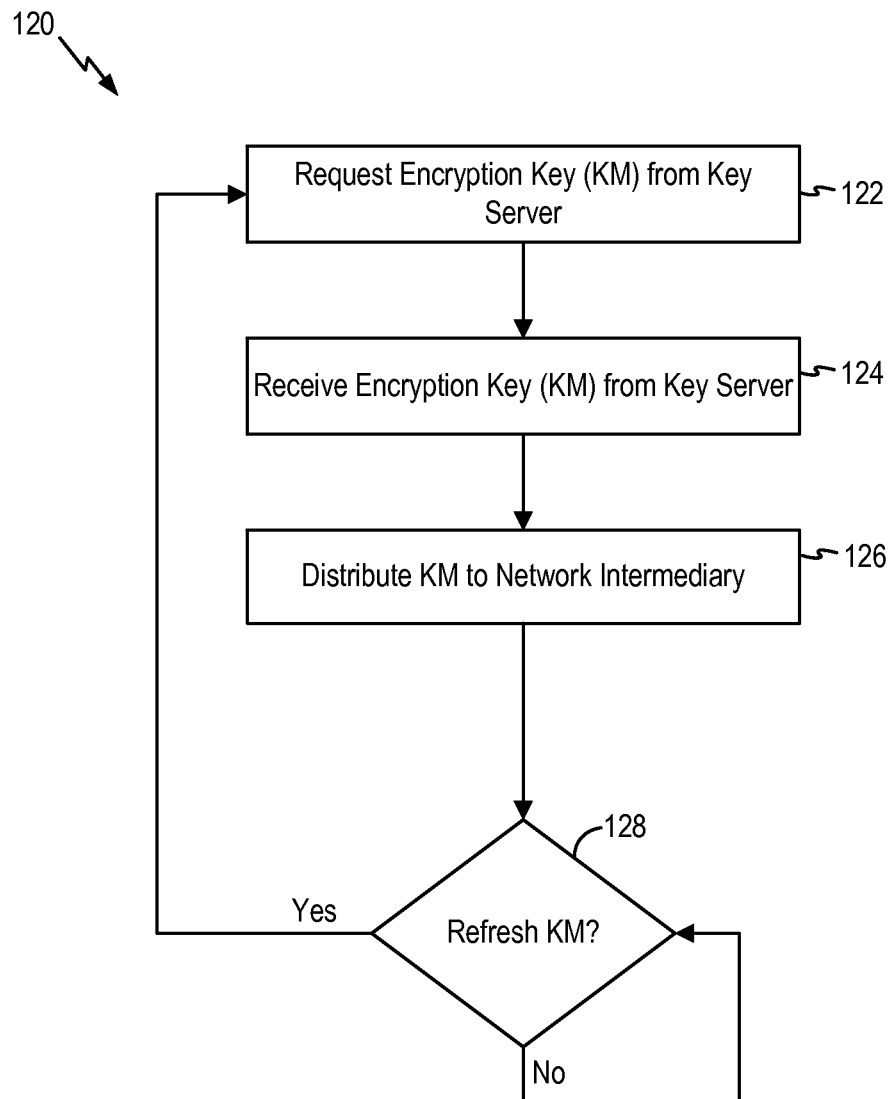 120
Request Encryption Key (KM) from Key
Server
122
Receive Encryption Key (KM) from Key Server
124
Distribute KM to Network Intermediary
126
128
Refresh KM?
Yes
No